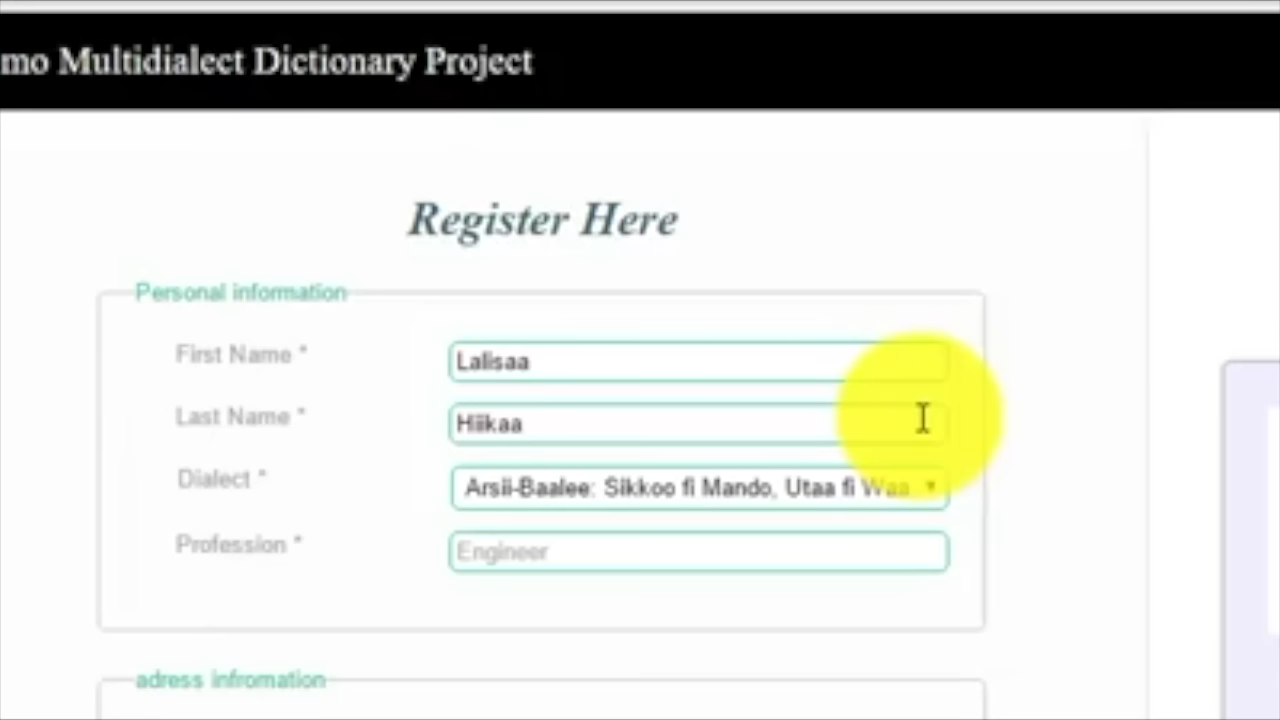 mo Multidialect Dictionary Project
Register Here
Personal information
First Name *
Lalisaa
Last Name *
Hiikaa
Dialect *
Arsii-Baalee: Sikkoo fi Mando, Utaa fi Waa
Profession *
Engineer
adress infromation